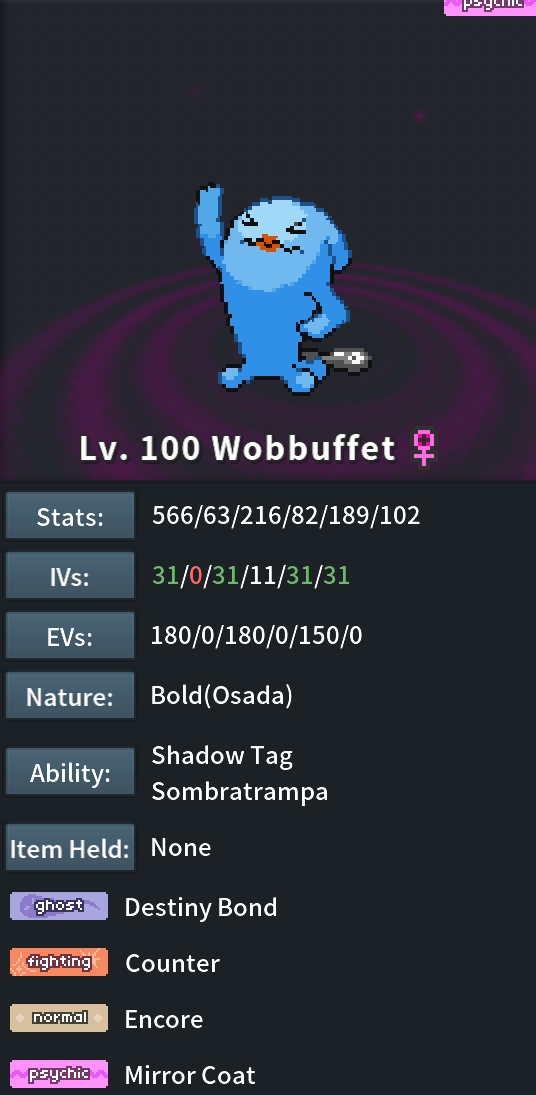 psychic
Lv. 100 Wobbuffet ♀
Stats: 566/63/216/82/189/102
IVs: 31/0/31/11/31/31
EVs: 180/0/180/0/150/0
Nature: Bold(Osada)
Ability: Shadow Tag
Sombratrampa
Item Held: None
ghost Destiny Bond
fighting Counter
normal Encore
psychic Mirror Coat